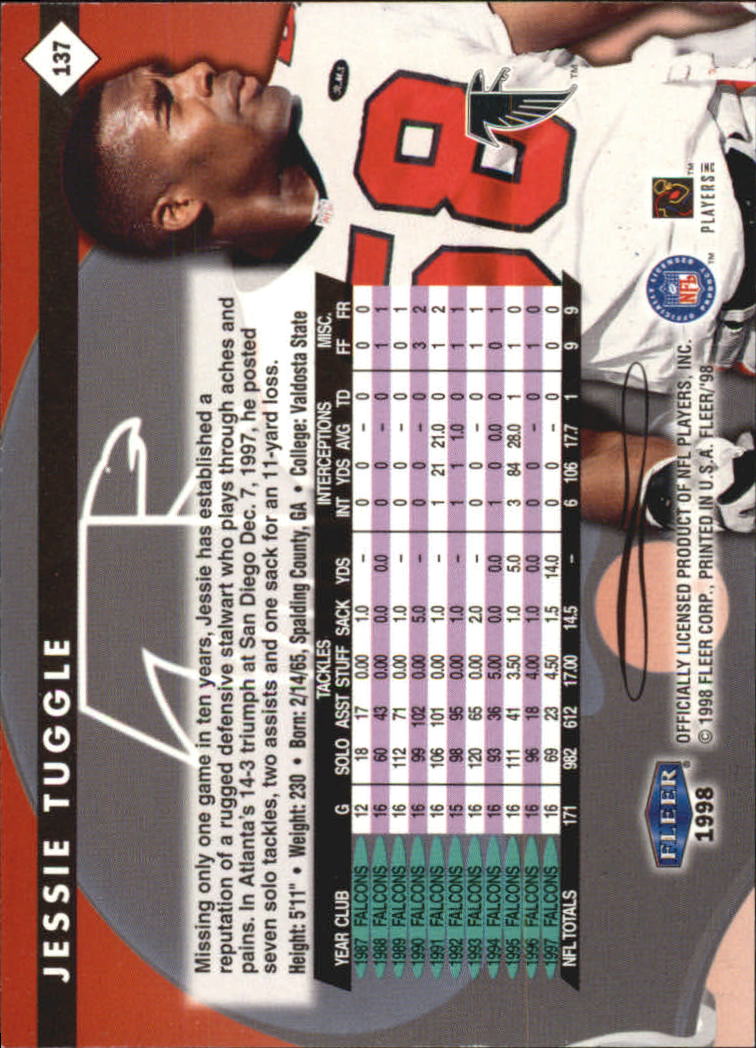 137
JESSIE TUGGLE
Missing only one game in ten years, Jessie has established a
reputation of a rugged defensive stalwart who plays through aches and
pains. In Atlanta's 14-3 triumph at San Diego Dec. 7, 1997, he posted
seven solo tackles, two assists and one sack for an 11-yard loss.
Height: 5'11" • Weight: 230 • Born: 2/14/65, Spalding County, GA • College: Valdosta State
TACKLES INTERCEPTIONS MISC.
YEAR CLUB G SOLO ASST STUFF SACK YDS INT YDS AVG TD FF FR
1987 FALCONS 12 18 17 0.00 1.0 – 0 0 – 0 0 0
1988 FALCONS 16 60 43 0.00 0.0 0.0 0 0 – 0 1 1
1989 FALCONS 16 112 71 0.00 1.0 – 0 0 – 0 0 1
1990 FALCONS 16 99 102 0.00 5.0 – 0 0 – 0 3 2
1991 FALCONS 16 106 101 0.00 1.0 – 1 21 21.0 0 1 2
1992 FALCONS 15 98 95 0.00 1.0 – 1 1 1.0 0 1 1
1993 FALCONS 16 120 65 0.00 2.0 – 0 0 – 0 1 1
1994 FALCONS 16 93 36 5.00 0.0 0.0 1 0 0.0 0 0 1
1995 FALCONS 16 111 41 3.50 1.0 5.0 3 84 28.0 1 1 0
1996 FALCONS 16 96 18 4.00 1.0 0.0 0 0 – 0 1 0
1997 FALCONS 16 69 23 4.50 1.5 14.0 0 0 – 0 0 0
NFL TOTALS 171 982 612 17.00 14.5 – 6 106 17.7 1 9 9
58
R.M.S
NFL
TM
FLEER®
1998
OFFICIALLY LICENSED PRODUCT OF NFL PLAYERS, INC.
© 1998 FLEER CORP., PRINTED IN U.S.A. FLEER/'98
OFFICIALLY LICENSED PRODUCT
NFL
TM
TM
PLAYERS INC